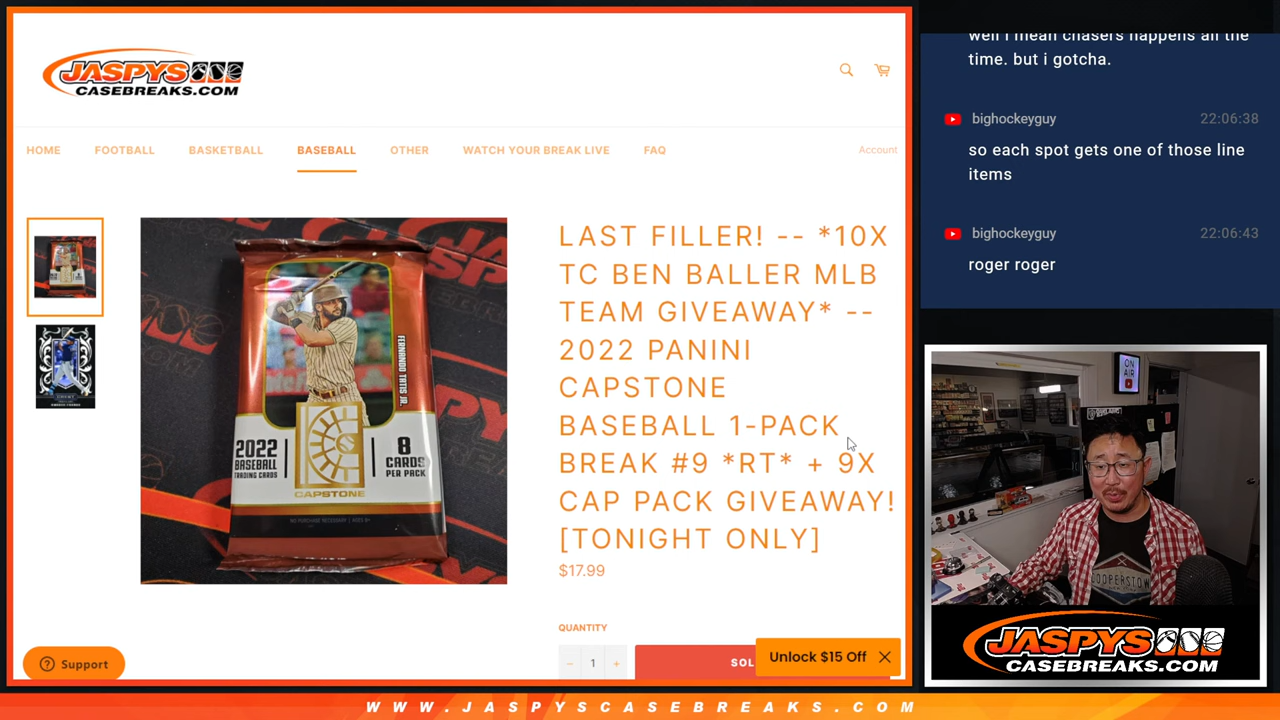 JASPYS
CASEBREAKS.COM
HOME FOOTBALL BASKETBALL BASEBALL OTHER WATCH YOUR BREAK LIVE FAQ Account
LAST FILLER! -- *10X
TC BEN BALLER MLB
TEAM GIVEAWAY* --
2022 PANINI
CAPSTONE
BASEBALL 1-PACK
BREAK #9 *RT* + 9X
CAP PACK GIVEAWAY!
[TONIGHT ONLY]
$17.99
QUANTITY
− 1 +
SOL
Unlock $15 Off
Support
FERNANDO TATIS JR.
2022
BASEBALL
TRADING CARDS
8
CARDS
PER PACK
CAPSTONE
well i mean chasers happens all the
time. but i gotcha.
bighockeyguy 22:06:38
so each spot gets one of those line
items
bighockeyguy 22:06:43
roger roger
ON
AIR
COOPERSTOWN
JASPYS
CASEBREAKS.COM
WWW.JASPYSCASEBREAKS.COM